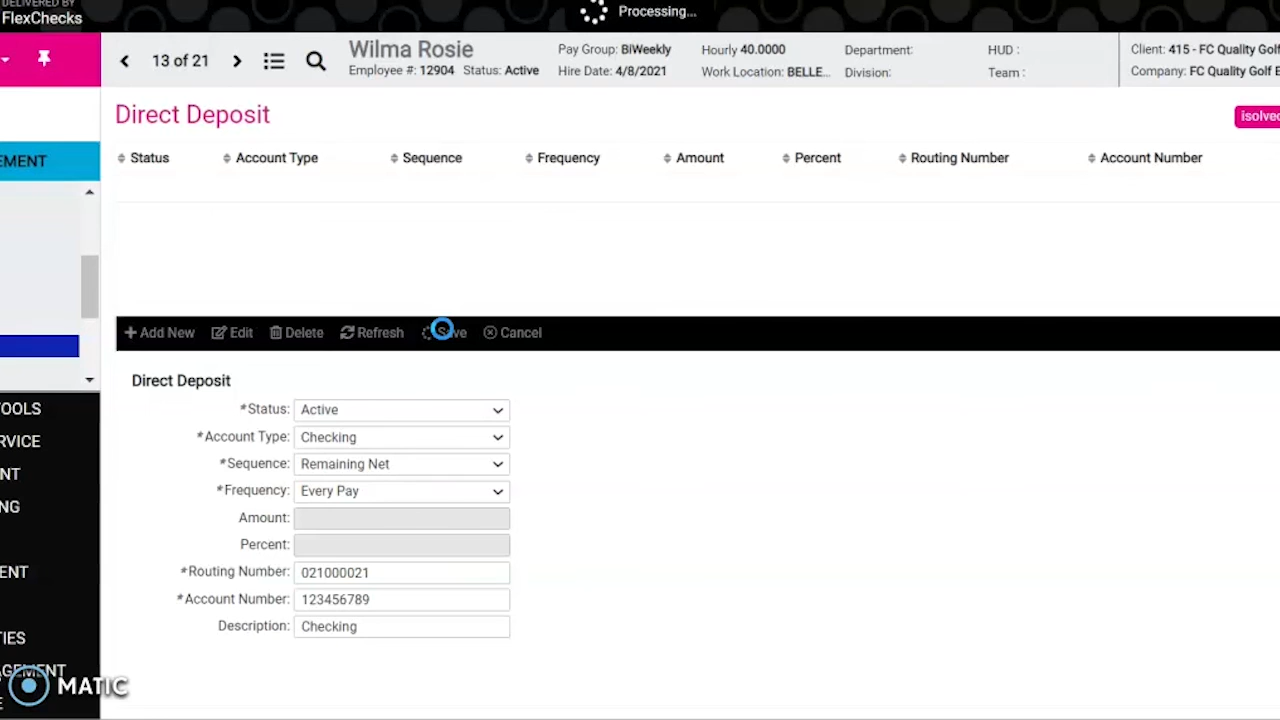 DELIVERED BY
FlexChecks
Processing...
13 of 21
Wilma Rosie
Employee #: 12904 Status: Active
Pay Group: BiWeekly
Hire Date: 4/8/2021
Hourly 40.0000
Work Location: BELLE...
Department:
Division:
HUD :
Team :
Client: 415 - FC Quality Golf
Company: FC Quality Golf E
Direct Deposit
isolved
EMENT
Status Account Type Sequence Frequency Amount Percent Routing Number Account Number
Add New Edit Delete Refresh Save Cancel
Direct Deposit
*Status: Active
*Account Type: Checking
*Sequence: Remaining Net
*Frequency: Every Pay
Amount:
Percent:
*Routing Number: 021000021
*Account Number: 123456789
Description: Checking
TOOLS
RVICE
NT
NG
ENT
TIES
AGEMENT
MATIC